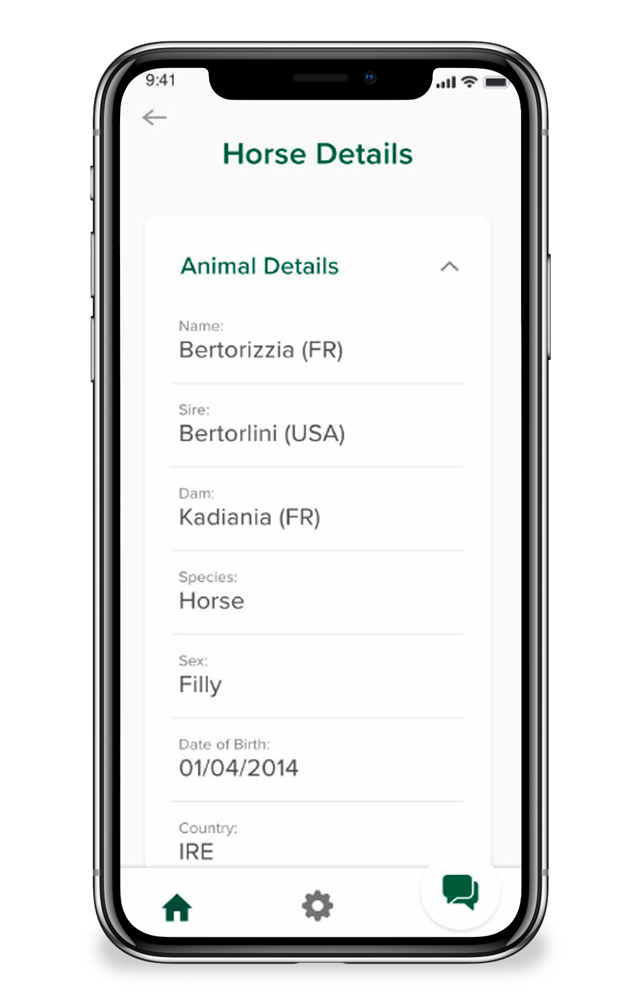 9:41
Horse Details
Animal Details
Name:
Bertorizzia (FR)
Sire:
Bertorlini (USA)
Dam:
Kadiania (FR)
Species:
Horse
Sex:
Filly
Date of Birth:
01/04/2014
Country:
IRE